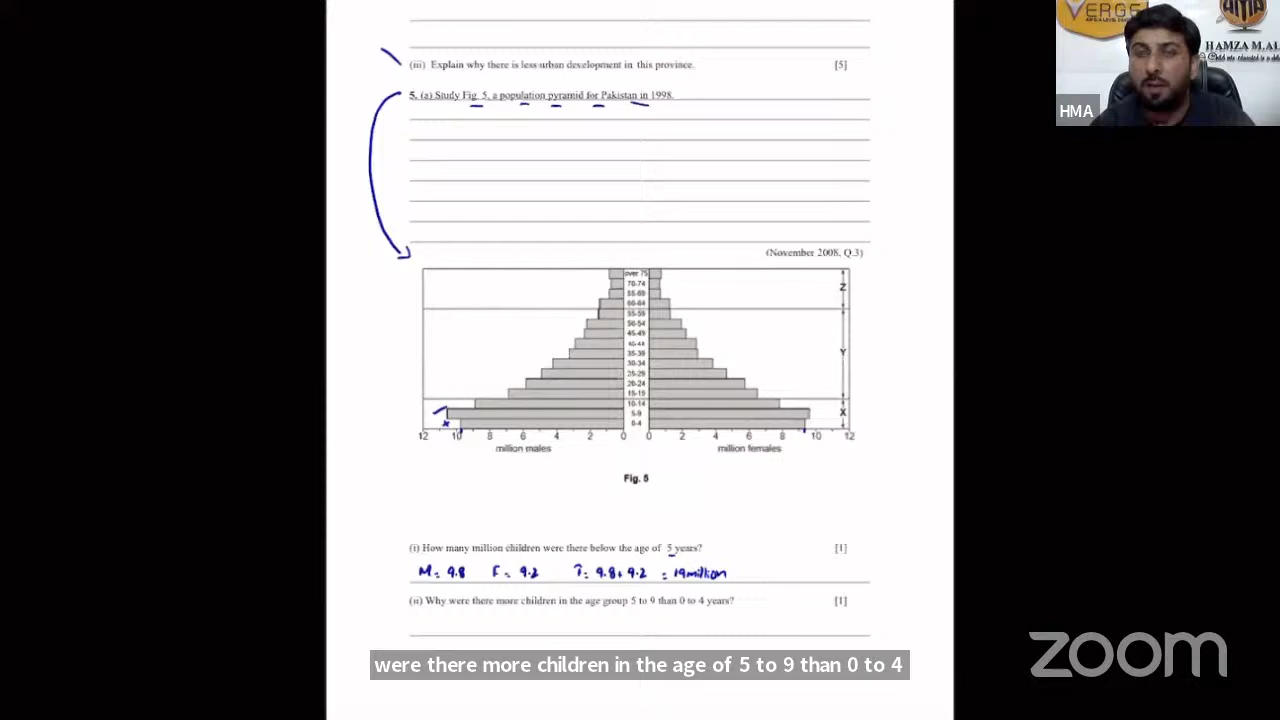 (iii) Explain why there is less urban development in this province. [5]
5. (a) Study Fig. 5, a population pyramid for Pakistan in 1998.
(November 2008, Q.3)
over 75
70-74
65-69
60-64
55-59
50-54
45-49
40-44
35-39
30-34
25-29
20-24
15-19
10-14
5-9
0-4
Z
Y
X
12 10 8 6 4 2 0 0 2 4 6 8 10 12
million males million females
Fig. 5
(i) How many million children were there below the age of 5 years? [1]
M = 9.8 F = 9.2 T = 9.8 + 9.2 = 19 million
(ii) Why were there more children in the age group 5 to 9 than 0 to 4 years? [1]
were there more children in the age of 5 to 9 than 0 to 4
HMA
VERGE
HAMZA M.AL
zoom